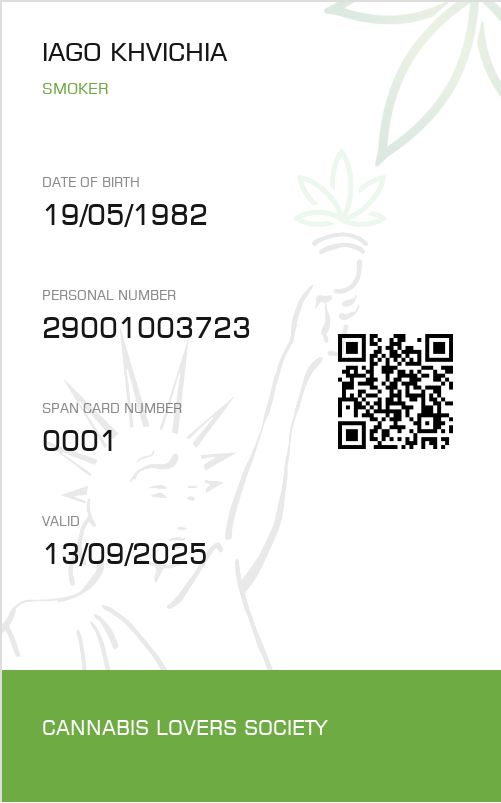 IAGO KHVICHIA
SMOKER
DATE OF BIRTH
19/05/1982
PERSONAL NUMBER
29001003723
SPAN CARD NUMBER
0001
VALID
13/09/2025
CANNABIS LOVERS SOCIETY